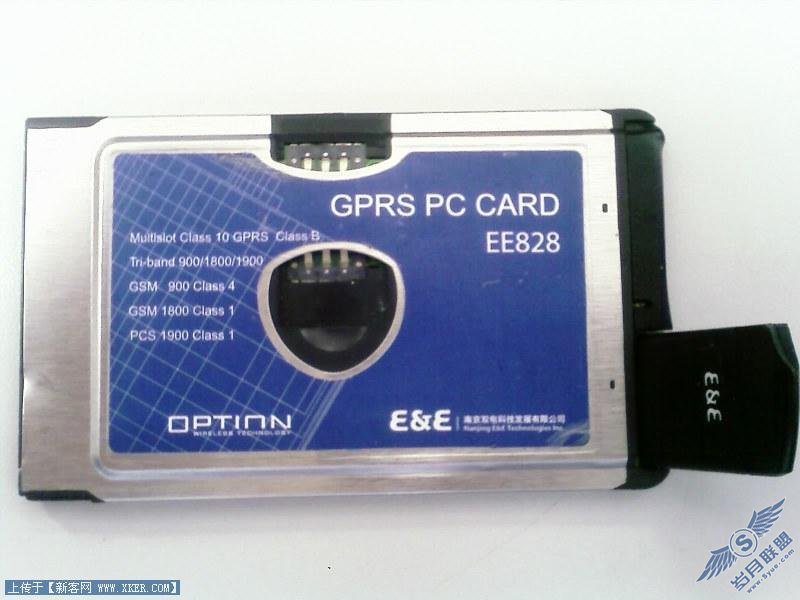 GPRS PC CARD
EE828
Multislot Class 10 GPRS Class B
Tri-band 900/1800/1900
GSM 900 Class 4
GSM 1800 Class 1
PCS 1900 Class 1
OPTION
WIRELESS TECHNOLOGY
E&E
南京双电科技发展有限公司
Nanjing E&E Technologies Inc.
E&E
S
岁月联盟
www.Syue.com
上传于【新客网 www.XKER.com】